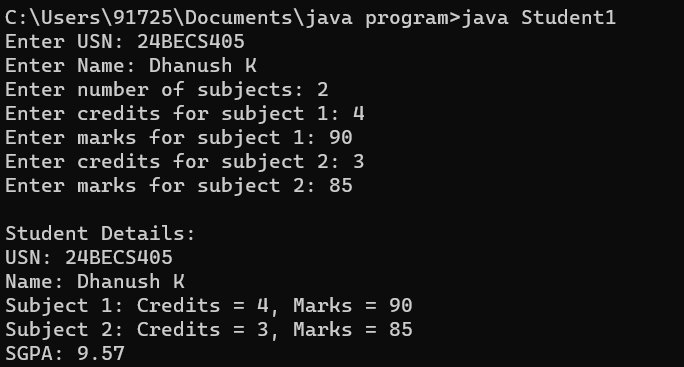 C:\Users\91725\Documents\java program>java Student1
Enter USN: 24BECS405
Enter Name: Dhanush K
Enter number of subjects: 2
Enter credits for subject 1: 4
Enter marks for subject 1: 90
Enter credits for subject 2: 3
Enter marks for subject 2: 85

Student Details:
USN: 24BECS405
Name: Dhanush K
Subject 1: Credits = 4, Marks = 90
Subject 2: Credits = 3, Marks = 85
SGPA: 9.57